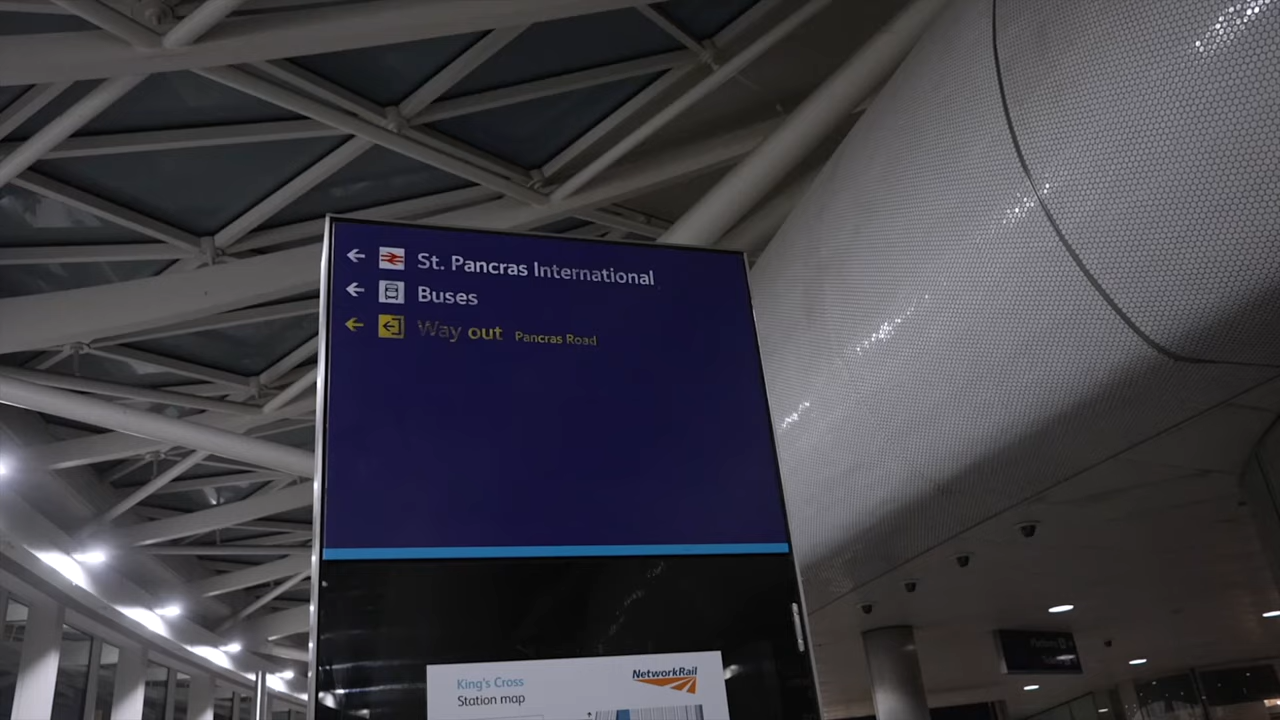 St. Pancras International
Buses
Way out Pancras Road
King's Cross
Station map
NetworkRail